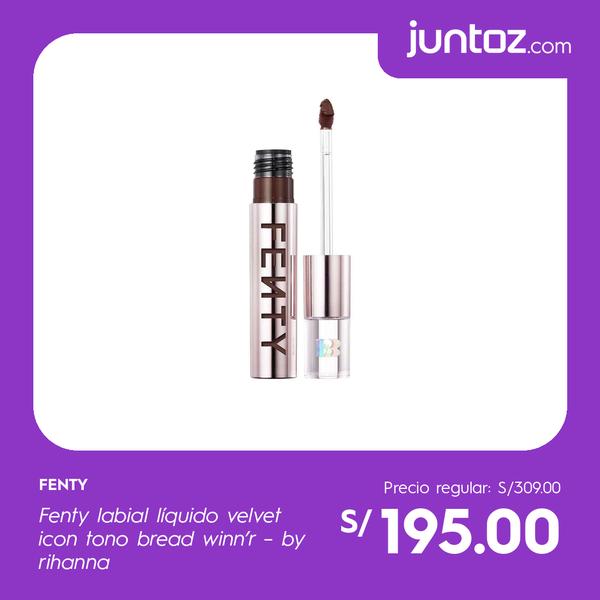 juntoz.com
FENTY
FENTY
Precio regular: S/309.00
Fenty labial líquido velvet
icon tono bread winn'r - by
rihanna
S/195.00